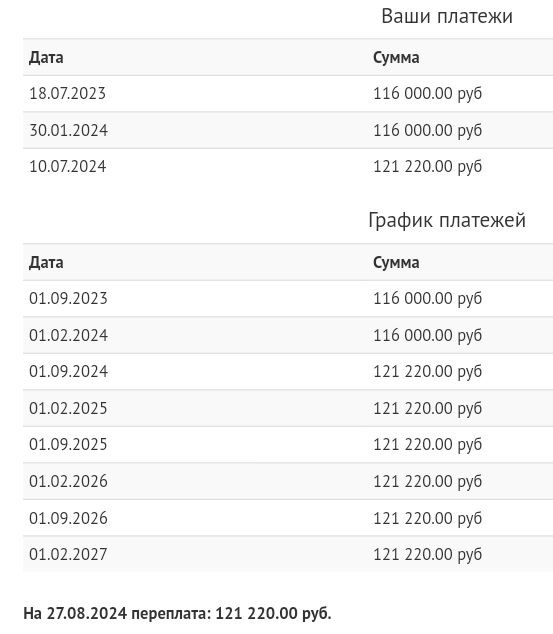 Ваши платежи
Дата Сумма
18.07.2023 116 000.00 руб
30.01.2024 116 000.00 руб
10.07.2024 121 220.00 руб
График платежей
Дата Сумма
01.09.2023 116 000.00 руб
01.02.2024 116 000.00 руб
01.09.2024 121 220.00 руб
01.02.2025 121 220.00 руб
01.09.2025 121 220.00 руб
01.02.2026 121 220.00 руб
01.09.2026 121 220.00 руб
01.02.2027 121 220.00 руб
На 27.08.2024 переплата: 121 220.00 руб.